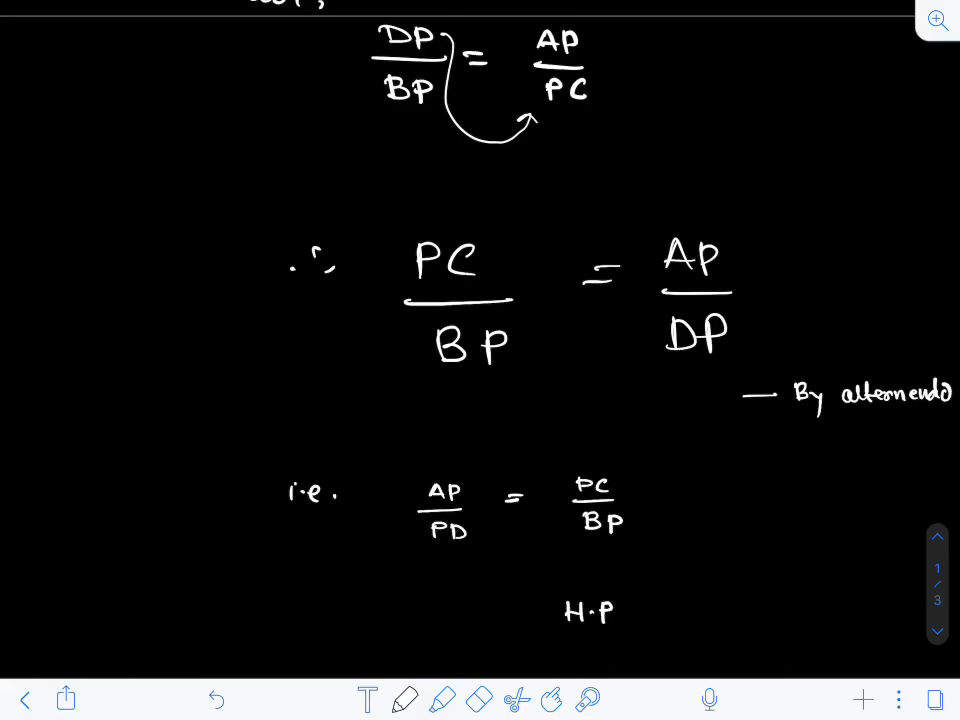 DP/BP = AP/PC
∴ PC/BP = AP/DP
— By alternendo
i.e. AP/PD = PC/BP
H.P
1
/
3
T